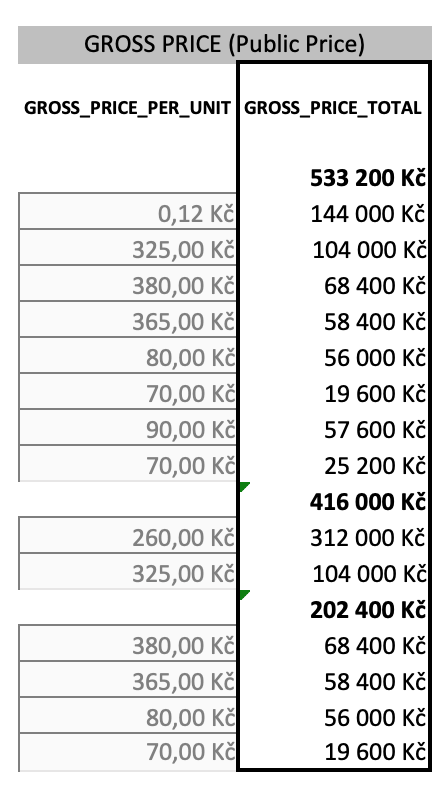 GROSS PRICE (Public Price)
GROSS_PRICE_PER_UNIT GROSS_PRICE_TOTAL
533 200 Kč
0,12 Kč 144 000 Kč
325,00 Kč 104 000 Kč
380,00 Kč 68 400 Kč
365,00 Kč 58 400 Kč
80,00 Kč 56 000 Kč
70,00 Kč 19 600 Kč
90,00 Kč 57 600 Kč
70,00 Kč 25 200 Kč
416 000 Kč
260,00 Kč 312 000 Kč
325,00 Kč 104 000 Kč
202 400 Kč
380,00 Kč 68 400 Kč
365,00 Kč 58 400 Kč
80,00 Kč 56 000 Kč
70,00 Kč 19 600 Kč